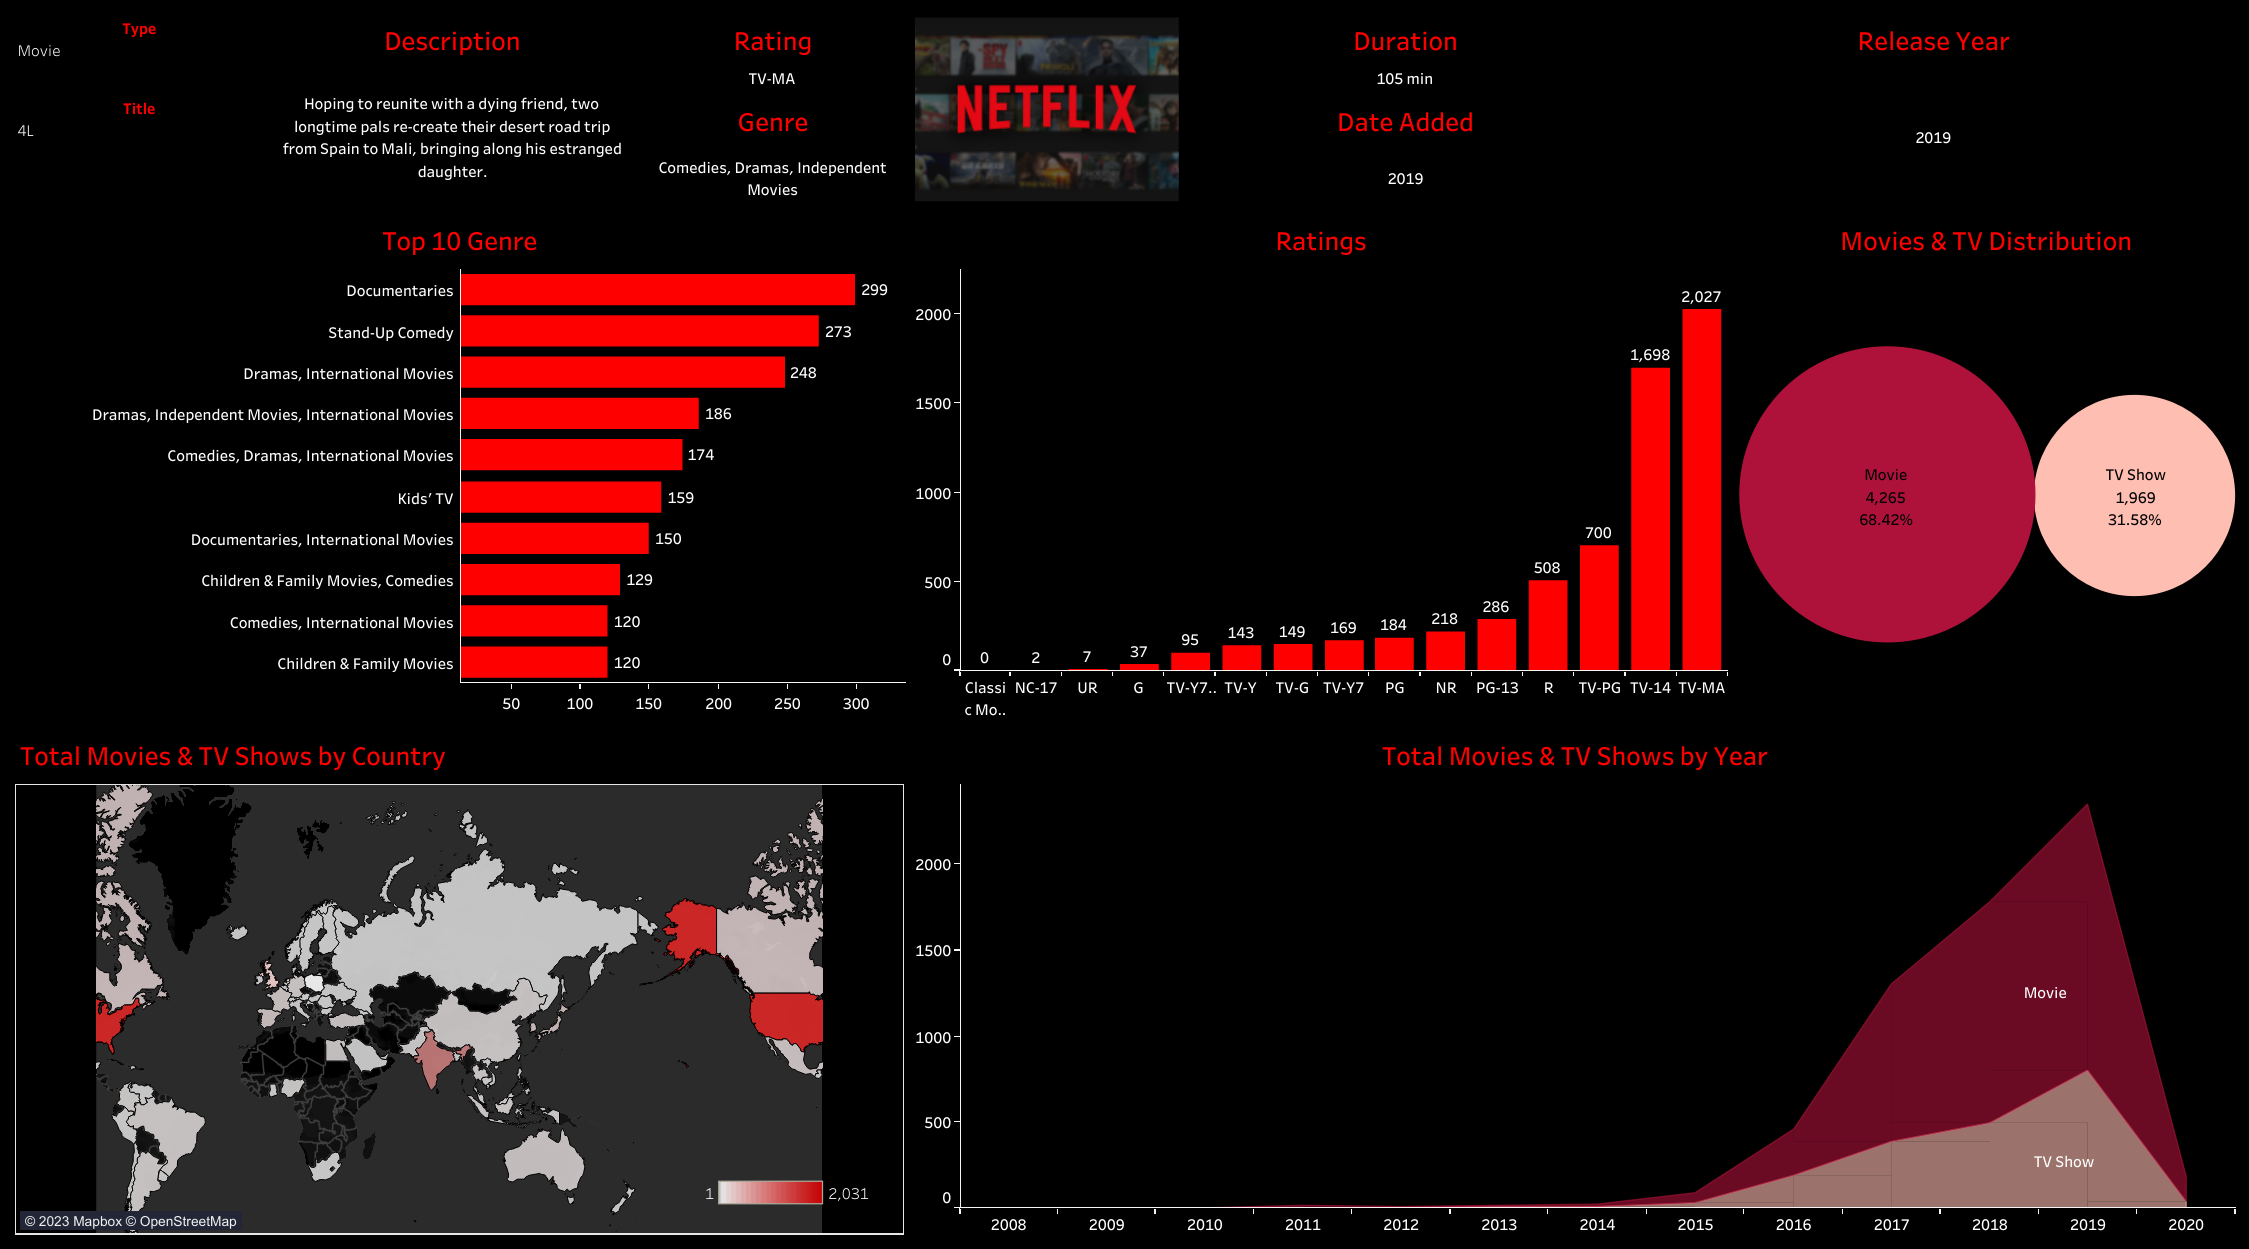 Type
Movie
Title
4L
Description
Hoping to reunite with a dying friend, two
longtime pals re-create their desert road trip
from Spain to Mali, bringing along his estranged
daughter.
Rating
TV-MA
Genre
Comedies, Dramas, Independent
Movies
NETFLIX
Duration
105 min
Date Added
2019
Release Year
2019
Top 10 Genre
Documentaries 299
Stand-Up Comedy 273
Dramas, International Movies 248
Dramas, Independent Movies, International Movies 186
Comedies, Dramas, International Movies 174
Kids' TV 159
Documentaries, International Movies 150
Children & Family Movies, Comedies 129
Comedies, International Movies 120
Children & Family Movies 120
50 100 150 200 250 300
Ratings
2000
1500
1000
500
0
0 2 7 37 95 143 149 169 184 218 286 508 700 1,698 2,027
Classi NC-17 UR G TV-Y7.. TV-Y TV-G TV-Y7 PG NR PG-13 R TV-PG TV-14 TV-MA
c Mo..
Movies & TV Distribution
Movie
4,265
68.42%
TV Show
1,969
31.58%
Total Movies & TV Shows by Country
1 2,031
© 2023 Mapbox © OpenStreetMap
Total Movies & TV Shows by Year
2000
1500
1000
500
0
Movie
TV Show
2008 2009 2010 2011 2012 2013 2014 2015 2016 2017 2018 2019 2020